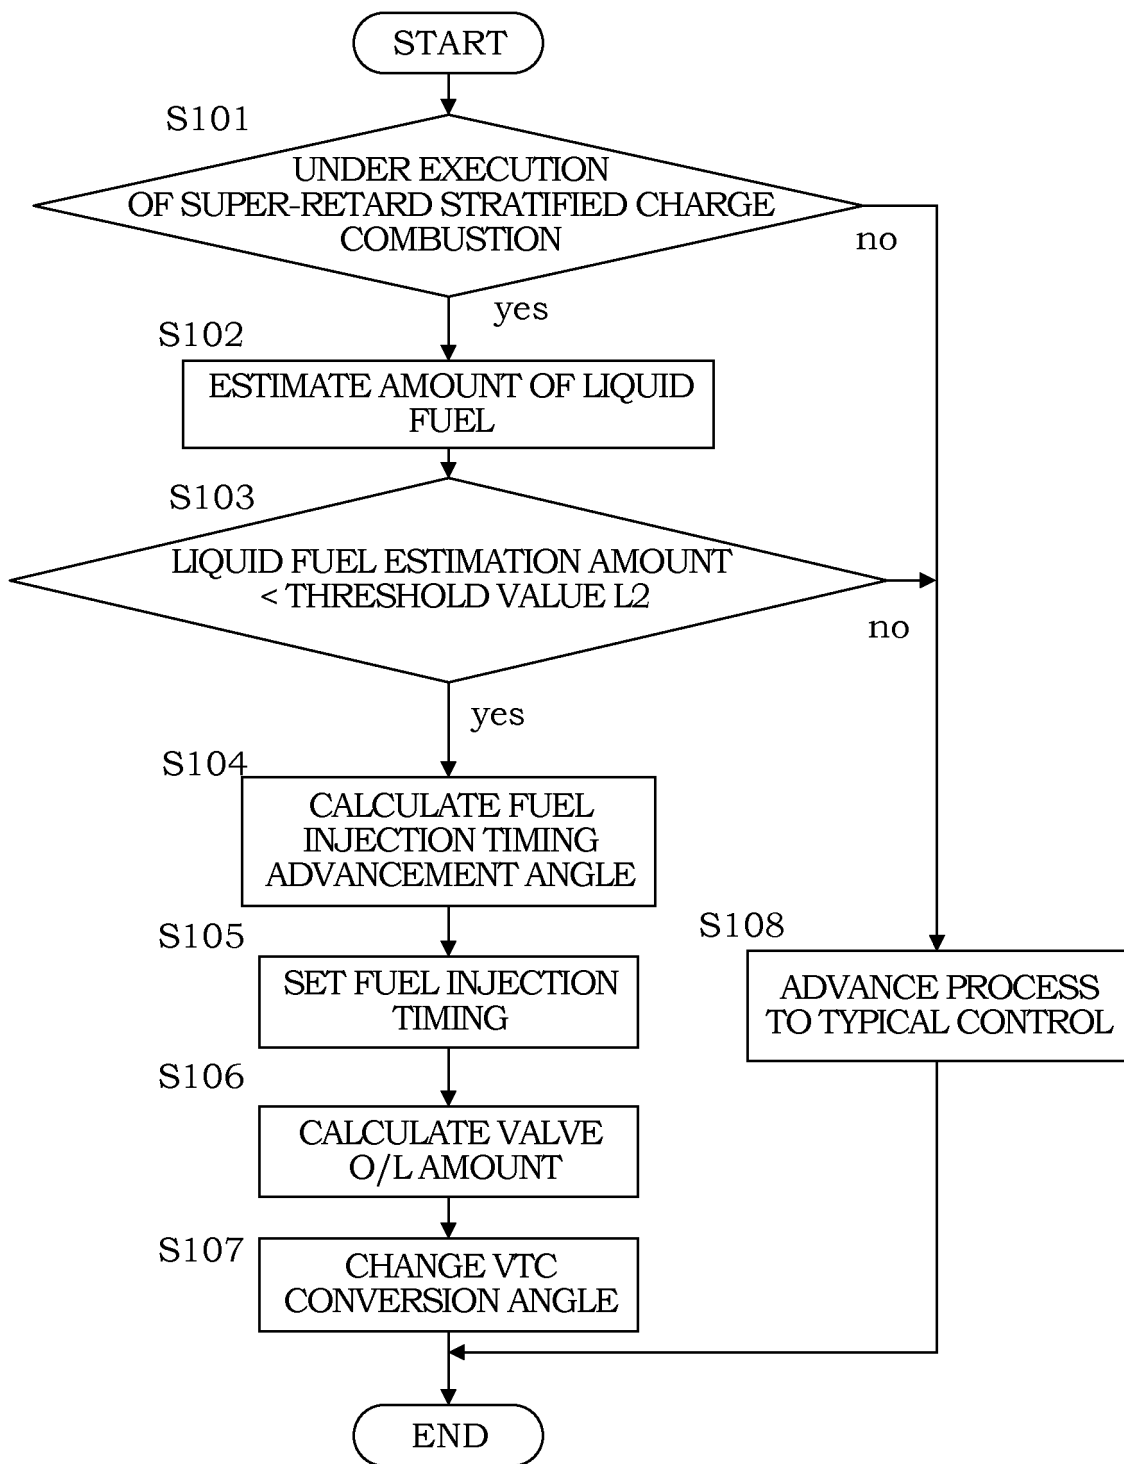 START
S101
UNDER EXECUTION
OF SUPER-RETARD STRATIFIED CHARGE
COMBUSTION
no
yes
S102
ESTIMATE AMOUNT OF LIQUID
FUEL
S103
LIQUID FUEL ESTIMATION AMOUNT
< THRESHOLD VALUE L2
no
yes
S104
CALCULATE FUEL
INJECTION TIMING
ADVANCEMENT ANGLE
S105
SET FUEL INJECTION
TIMING
S106
CALCULATE VALVE
O/L AMOUNT
S107
CHANGE VTC
CONVERSION ANGLE
S108
ADVANCE PROCESS
TO TYPICAL CONTROL
END